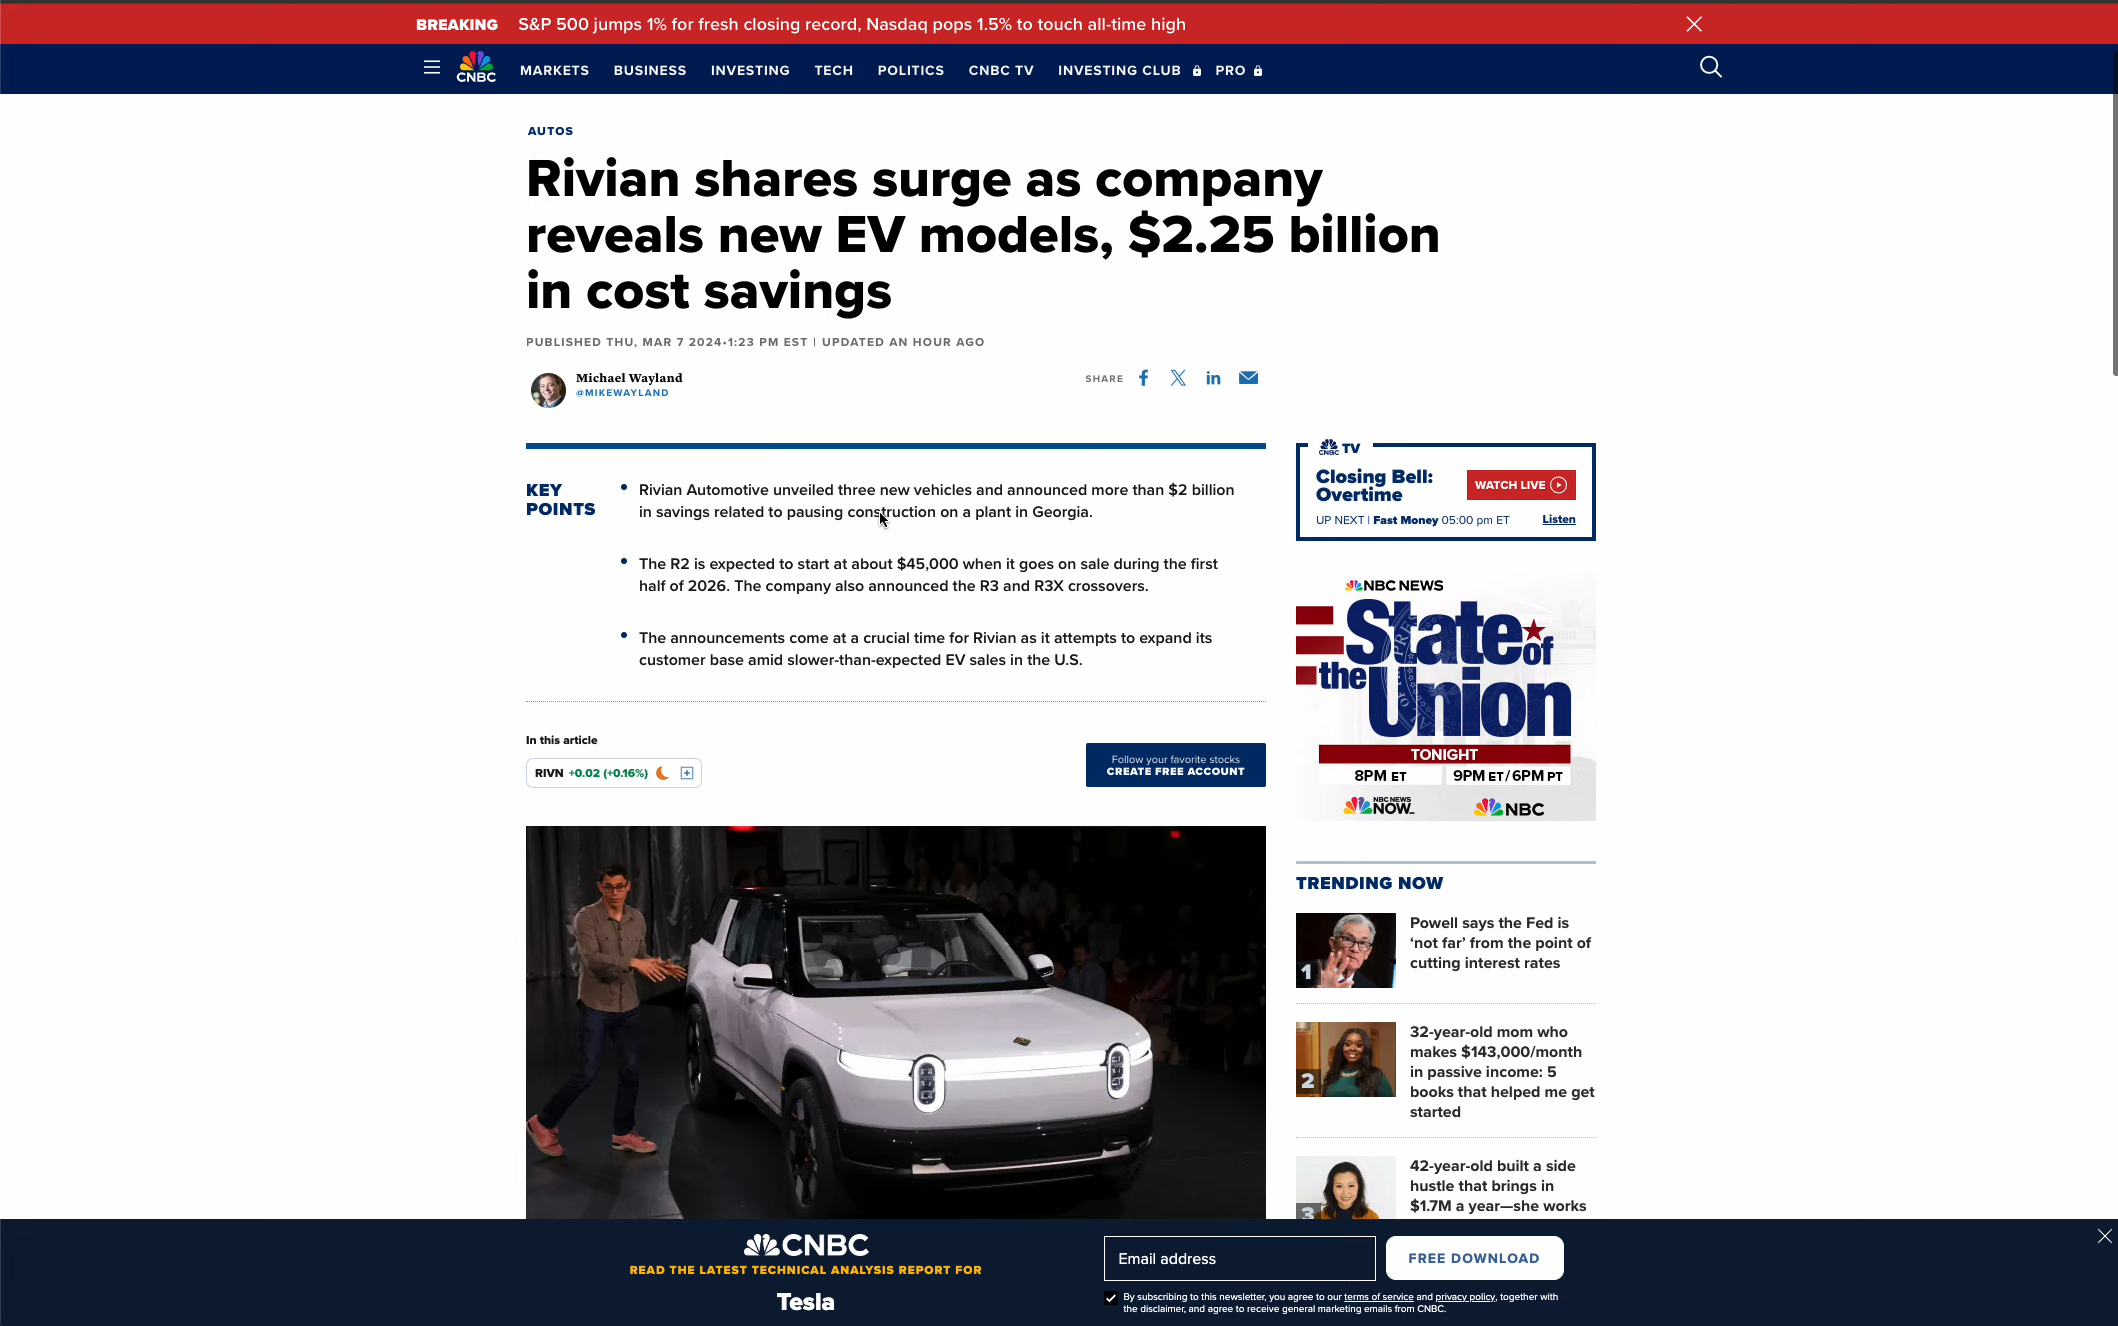 BREAKING S&P 500 jumps 1% for fresh closing record, Nasdaq pops 1.5% to touch all-time high
CNBC MARKETS BUSINESS INVESTING TECH POLITICS CNBC TV INVESTING CLUB PRO
AUTOS
Rivian shares surge as company
reveals new EV models, $2.25 billion
in cost savings
PUBLISHED THU, MAR 7 2024•1:23 PM EST | UPDATED AN HOUR AGO
Michael Wayland
@MIKEWAYLAND
SHARE
KEY
POINTS
Rivian Automotive unveiled three new vehicles and announced more than $2 billion
in savings related to pausing construction on a plant in Georgia.
The R2 is expected to start at about $45,000 when it goes on sale during the first
half of 2026. The company also announced the R3 and R3X crossovers.
The announcements come at a crucial time for Rivian as it attempts to expand its
customer base amid slower-than-expected EV sales in the U.S.
In this article
RIVN +0.02 (+0.16%)
Follow your favorite stocks
CREATE FREE ACCOUNT
CNBC TV
Closing Bell:
Overtime
WATCH LIVE
UP NEXT | Fast Money 05:00 pm ET
Listen
NBC NEWS
State of
the Union
TONIGHT
8PM ET 9PM ET/6PM PT
NBC NEWS
NOW
NBC
TRENDING NOW
1
Powell says the Fed is
‘not far’ from the point of
cutting interest rates
2
32-year-old mom who
makes $143,000/month
in passive income: 5
books that helped me get
started
3
42-year-old built a side
hustle that brings in
$1.7M a year—she works
CNBC
READ THE LATEST TECHNICAL ANALYSIS REPORT FOR
Tesla
Email address
FREE DOWNLOAD
By subscribing to this newsletter, you agree to our terms of service and privacy policy, together with
the disclaimer, and agree to receive general marketing emails from CNBC.